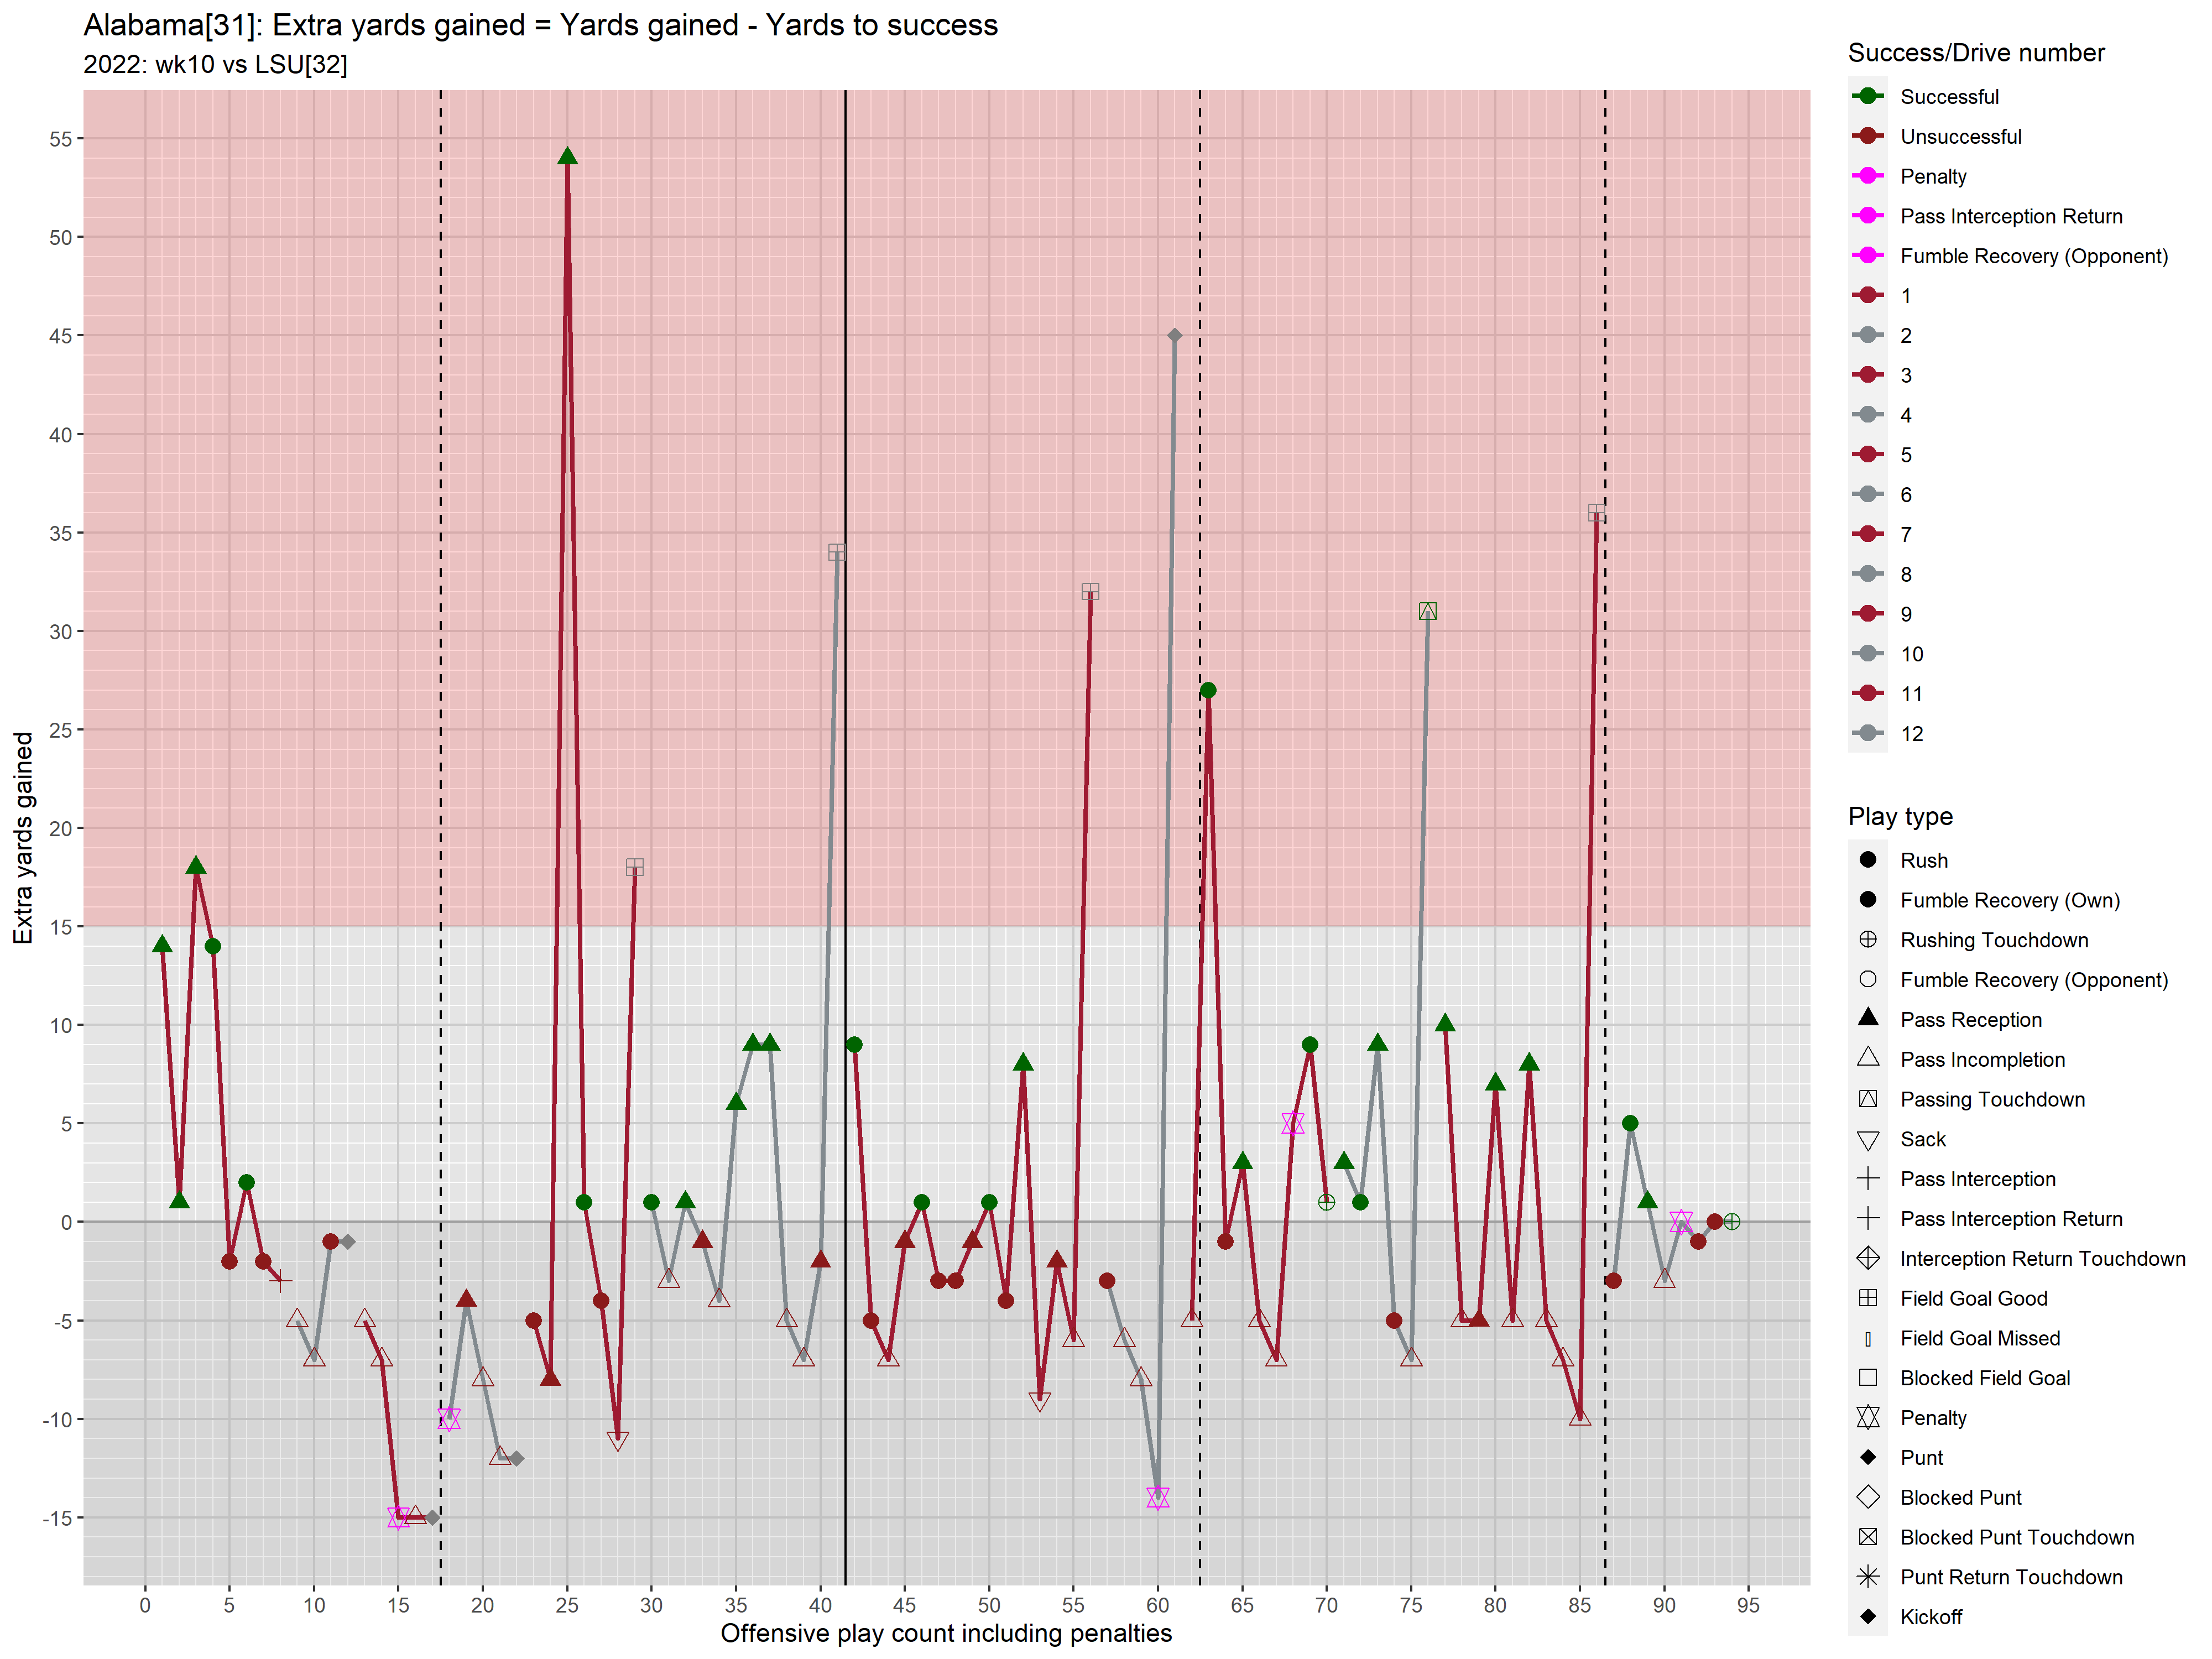 Alabama[31]: Extra yards gained = Yards gained - Yards to success
2022: wk10 vs LSU[32]
Extra yards gained
55
50
45
40
35
30
25
20
15
10
5
0
-5
-10
-15
0 5 10 15 20 25 30 35 40 45 50 55 60 65 70 75 80 85 90 95
Offensive play count including penalties
Success/Drive number
Successful
Unsuccessful
Penalty
Pass Interception Return
Fumble Recovery (Opponent)
1
2
3
4
5
6
7
8
9
10
11
12
Play type
Rush
Fumble Recovery (Own)
Rushing Touchdown
Fumble Recovery (Opponent)
Pass Reception
Pass Incompletion
Passing Touchdown
Sack
Pass Interception
Pass Interception Return
Interception Return Touchdown
Field Goal Good
Field Goal Missed
Blocked Field Goal
Penalty
Punt
Blocked Punt
Blocked Punt Touchdown
Punt Return Touchdown
Kickoff